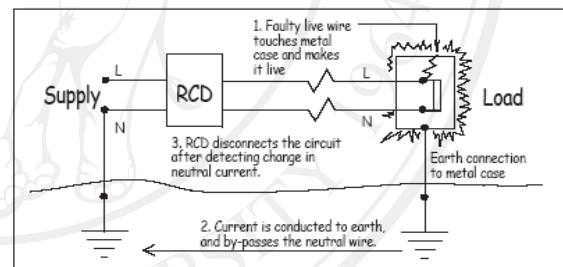 1. Faulty live wire
touches metal
case and makes
it live
L
L
Supply
RCD
Load
N
N
3. RCD disconnects the circuit
after detecting change in
neutral current.
Earth connection
to metal case
2. Current is conducted to earth,
and by-passes the neutral wire.